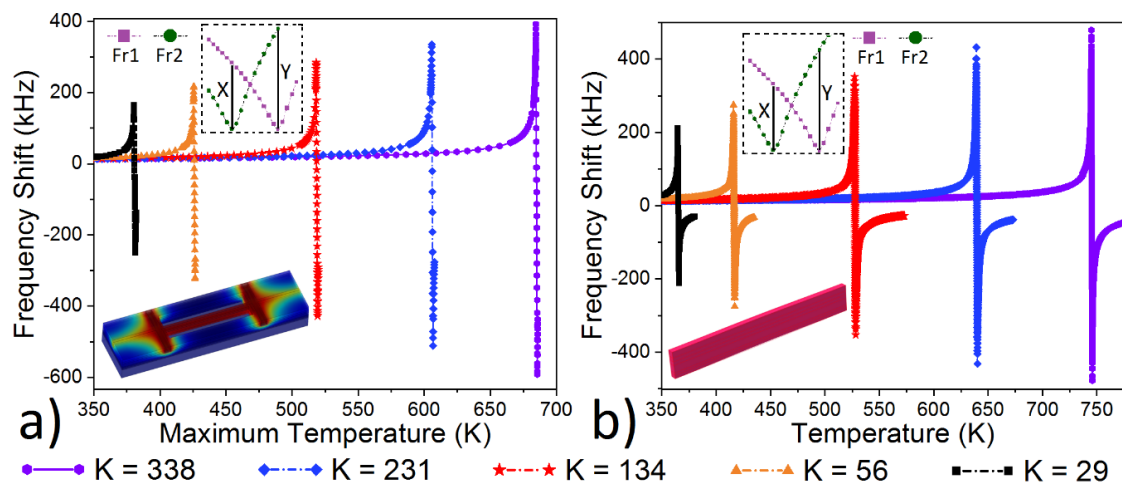 400
200
0
-200
-400
-600
Frequency Shift (kHz)
Fr1 Fr2
X
Y
350 400 450 500 550 600 650 700
a) Maximum Temperature (K)
400
200
0
-200
-400
Frequency Shift (kHz)
Fr1 Fr2
X
Y
350 400 450 500 550 600 650 700 750
b) Temperature (K)
K = 338 K = 231 K = 134 K = 56 K = 29